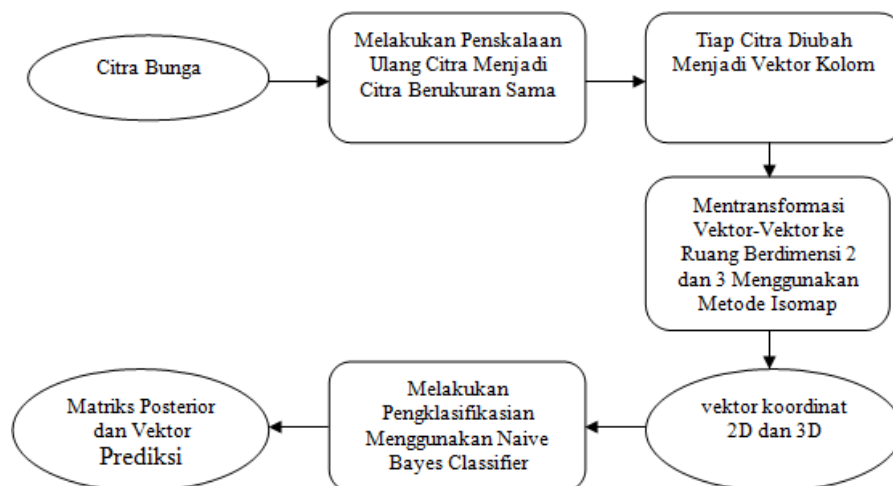 Citra Bunga
Melakukan Penskalaan
Ulang Citra Menjadi
Citra Berukuran Sama
Tiap Citra Diubah
Menjadi Vektor Kolom
Mentransformasi
Vektor-Vektor ke
Ruang Berdimensi 2
dan 3 Menggunakan
Metode Isomap
vektor koordinat
2D dan 3D
Melakukan
Pengklasifikasian
Menggunakan Naive
Bayes Classifier
Matriks Posterior
dan Vektor
Prediksi